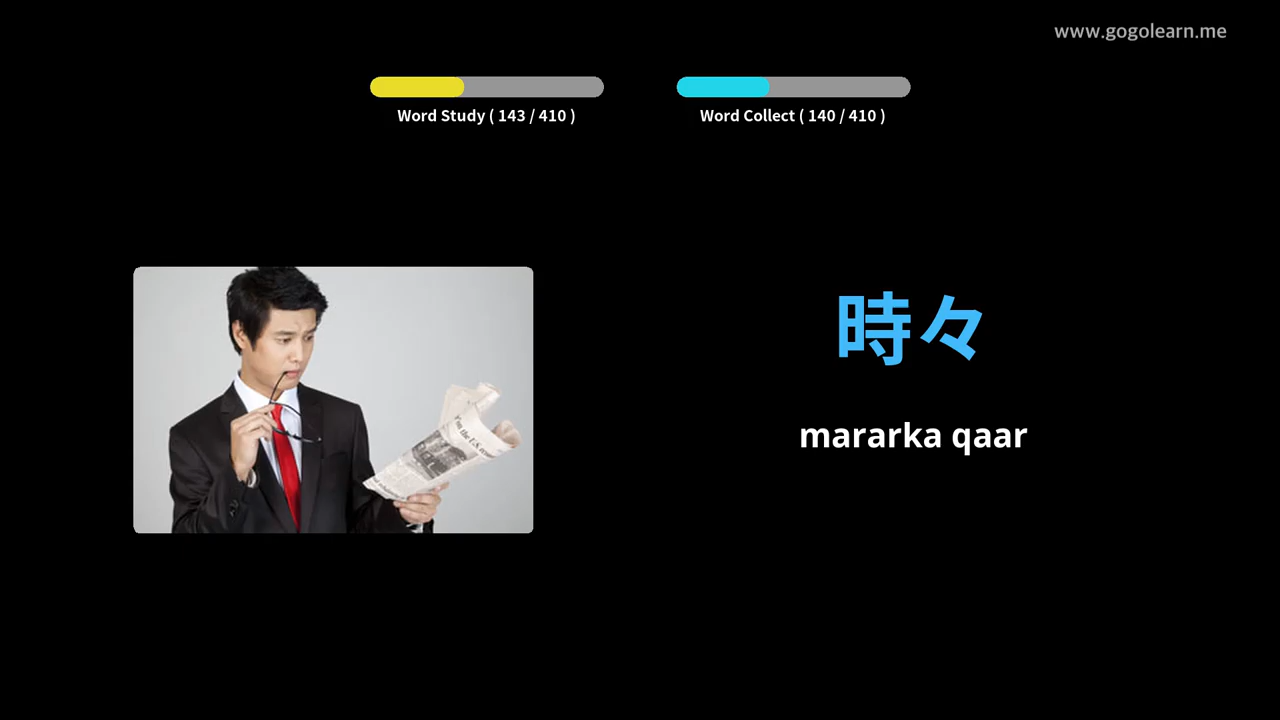 www.gogolearn.me
Word Study ( 143 / 410 )
Word Collect ( 140 / 410 )
時々
mararka qaar